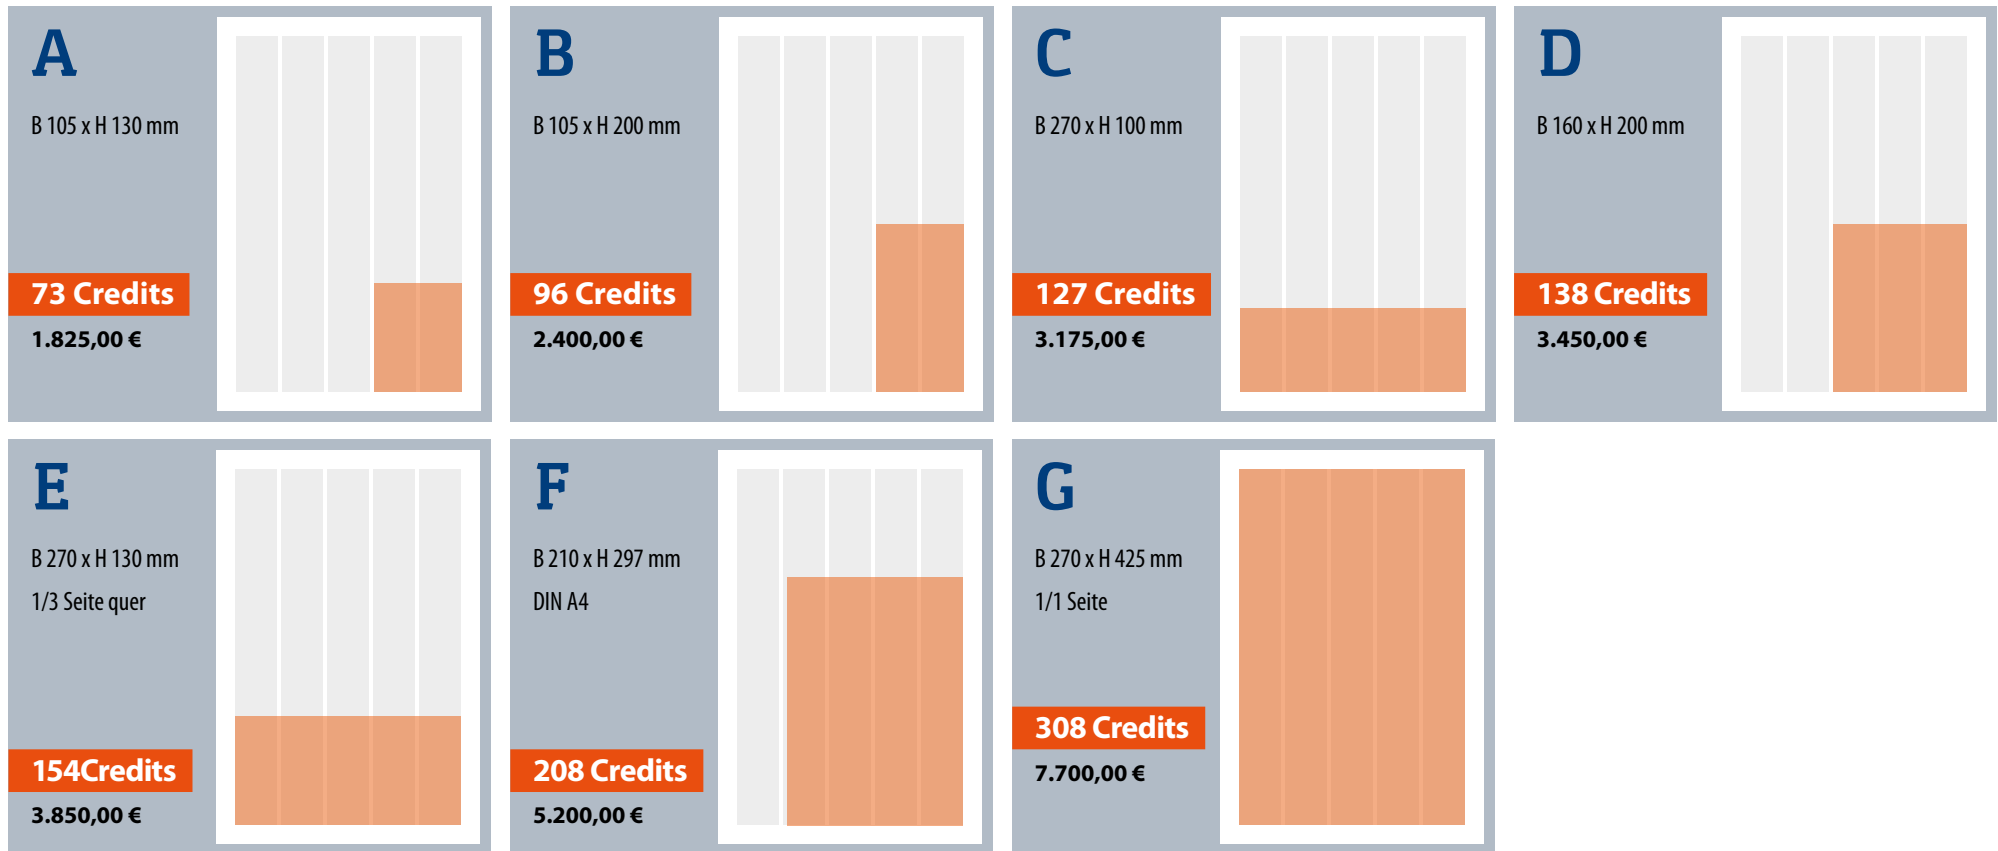 A
B 105 x H 130 mm
73 Credits
1.825,00 €
B
B 105 x H 200 mm
96 Credits
2.400,00 €
C
B 270 x H 100 mm
127 Credits
3.175,00 €
D
B 160 x H 200 mm
138 Credits
3.450,00 €
E
B 270 x H 130 mm
1/3 Seite quer
154Credits
3.850,00 €
F
B 210 x H 297 mm
DIN A4
208 Credits
5.200,00 €
G
B 270 x H 425 mm
1/1 Seite
308 Credits
7.700,00 €